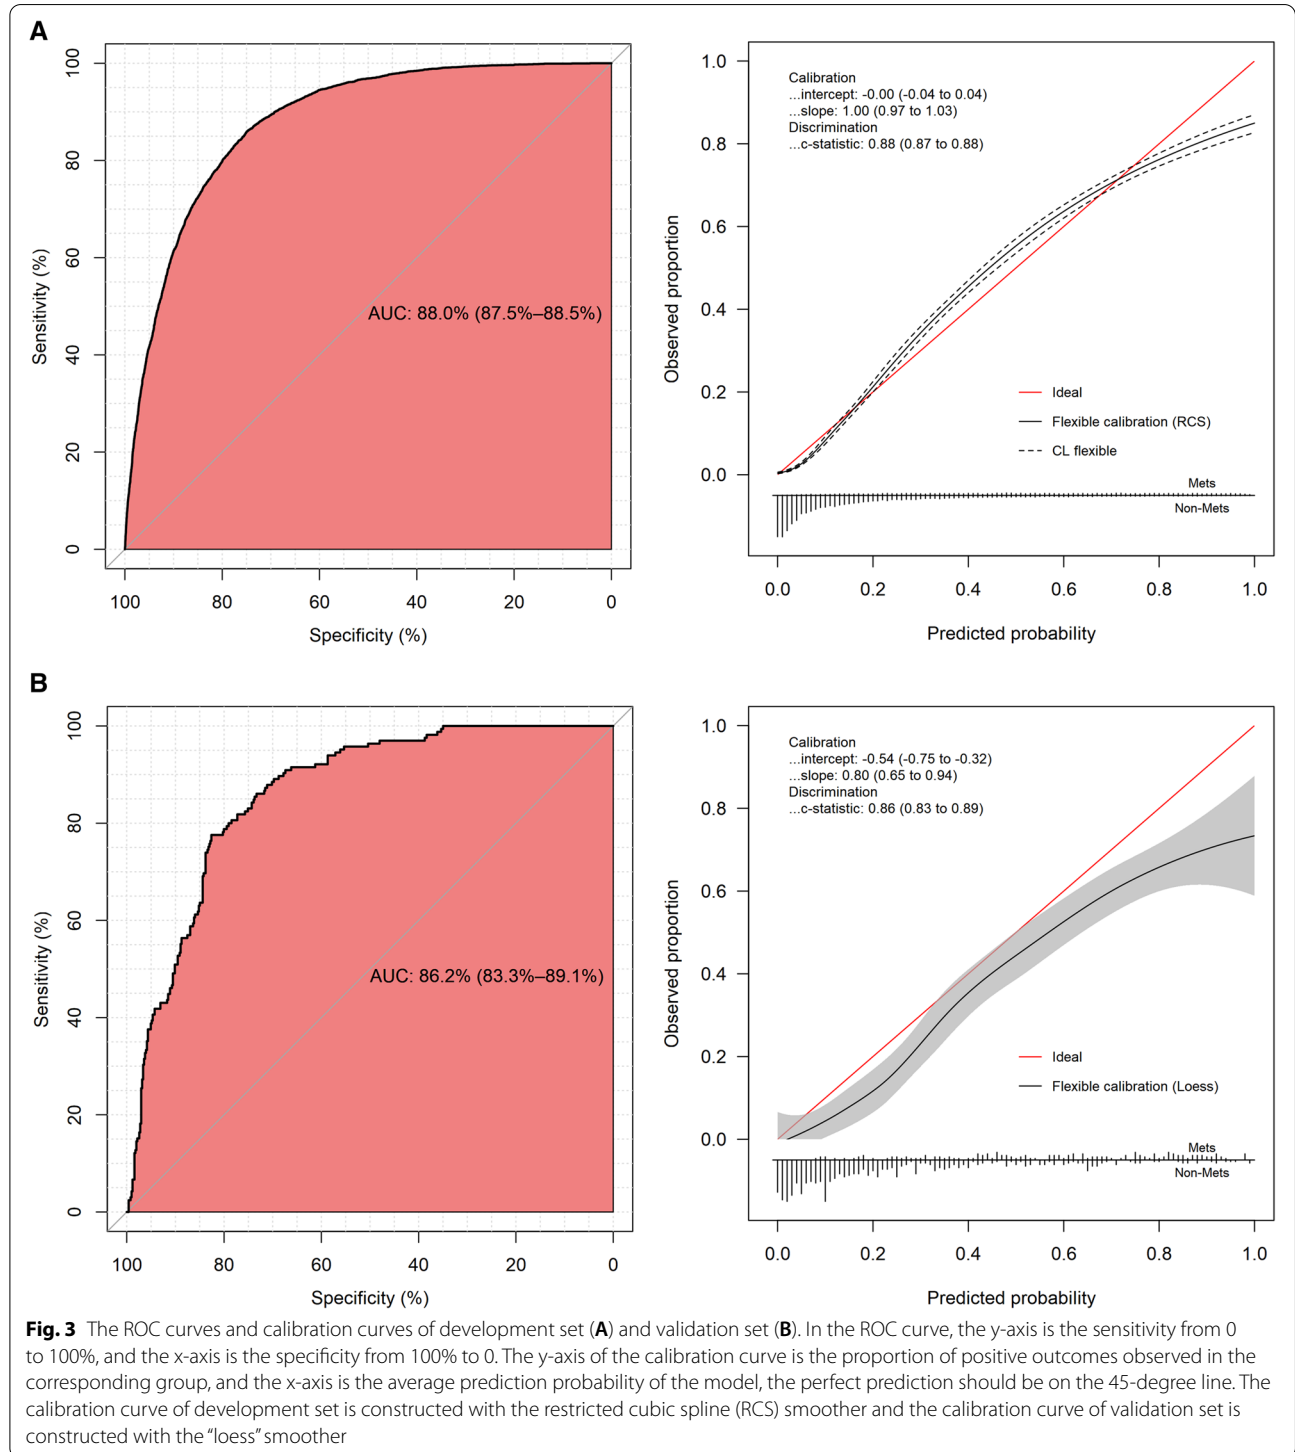 A
100
80
60
40
20
0
Sensitivity (%)
AUC: 88.0% (87.5%–88.5%)
100 80 60 40 20 0
Specificity (%)
1.0
0.8
0.6
0.4
0.2
0.0
Observed proportion
Calibration
...intercept: -0.00 (-0.04 to 0.04)
...slope: 1.00 (0.97 to 1.03)
Discrimination
...c-statistic: 0.88 (0.87 to 0.88)
Ideal
Flexible calibration (RCS)
CL flexible
Mets
Non-Mets
0.0 0.2 0.4 0.6 0.8 1.0
Predicted probability
B
100
80
60
40
20
0
Sensitivity (%)
AUC: 86.2% (83.3%–89.1%)
100 80 60 40 20 0
Specificity (%)
1.0
0.8
0.6
0.4
0.2
0.0
Observed proportion
Calibration
...intercept: -0.54 (-0.75 to -0.32)
...slope: 0.80 (0.65 to 0.94)
Discrimination
...c-statistic: 0.86 (0.83 to 0.89)
Ideal
Flexible calibration (Loess)
Mets
Non-Mets
0.0 0.2 0.4 0.6 0.8 1.0
Predicted probability
Fig. 3 The ROC curves and calibration curves of development set (A) and validation set (B). In the ROC curve, the y-axis is the sensitivity from 0
to 100%, and the x-axis is the specificity from 100% to 0. The y-axis of the calibration curve is the proportion of positive outcomes observed in the
corresponding group, and the x-axis is the average prediction probability of the model, the perfect prediction should be on the 45-degree line. The
calibration curve of development set is constructed with the restricted cubic spline (RCS) smoother and the calibration curve of validation set is
constructed with the “loess” smoother